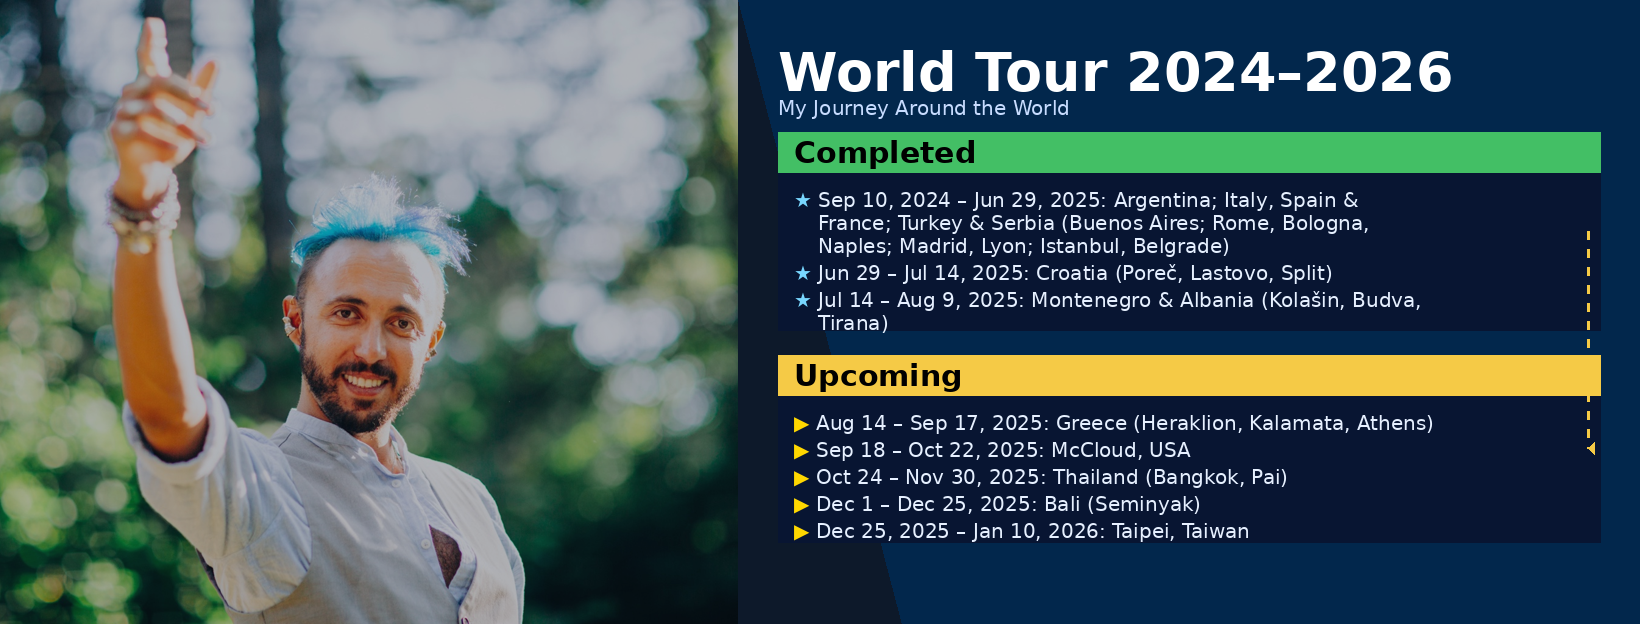 World Tour 2024–2026
My Journey Around the World
Completed
★ Sep 10, 2024 – Jun 29, 2025: Argentina; Italy, Spain &
France; Turkey & Serbia (Buenos Aires; Rome, Bologna,
Naples; Madrid, Lyon; Istanbul, Belgrade)
★ Jun 29 – Jul 14, 2025: Croatia (Poreč, Lastovo, Split)
★ Jul 14 – Aug 9, 2025: Montenegro & Albania (Kolašin, Budva,
Tirana)
Upcoming
▶ Aug 14 – Sep 17, 2025: Greece (Heraklion, Kalamata, Athens)
▶ Sep 18 – Oct 22, 2025: McCloud, USA
▶ Oct 24 – Nov 30, 2025: Thailand (Bangkok, Pai)
▶ Dec 1 – Dec 25, 2025: Bali (Seminyak)
▶ Dec 25, 2025 – Jan 10, 2026: Taipei, Taiwan